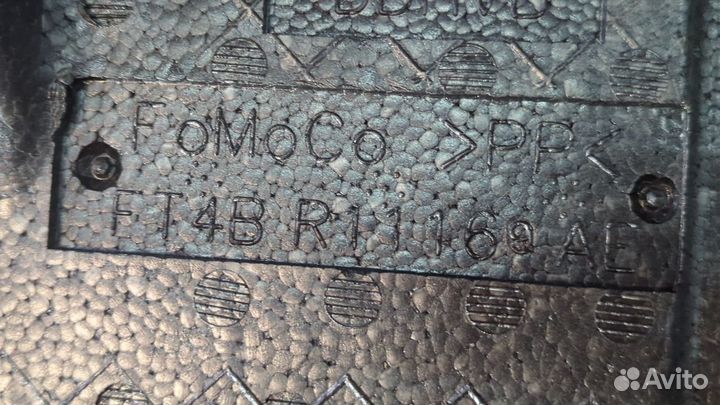 FoMoCo >PP<
FT4B R11169 AE
Avito